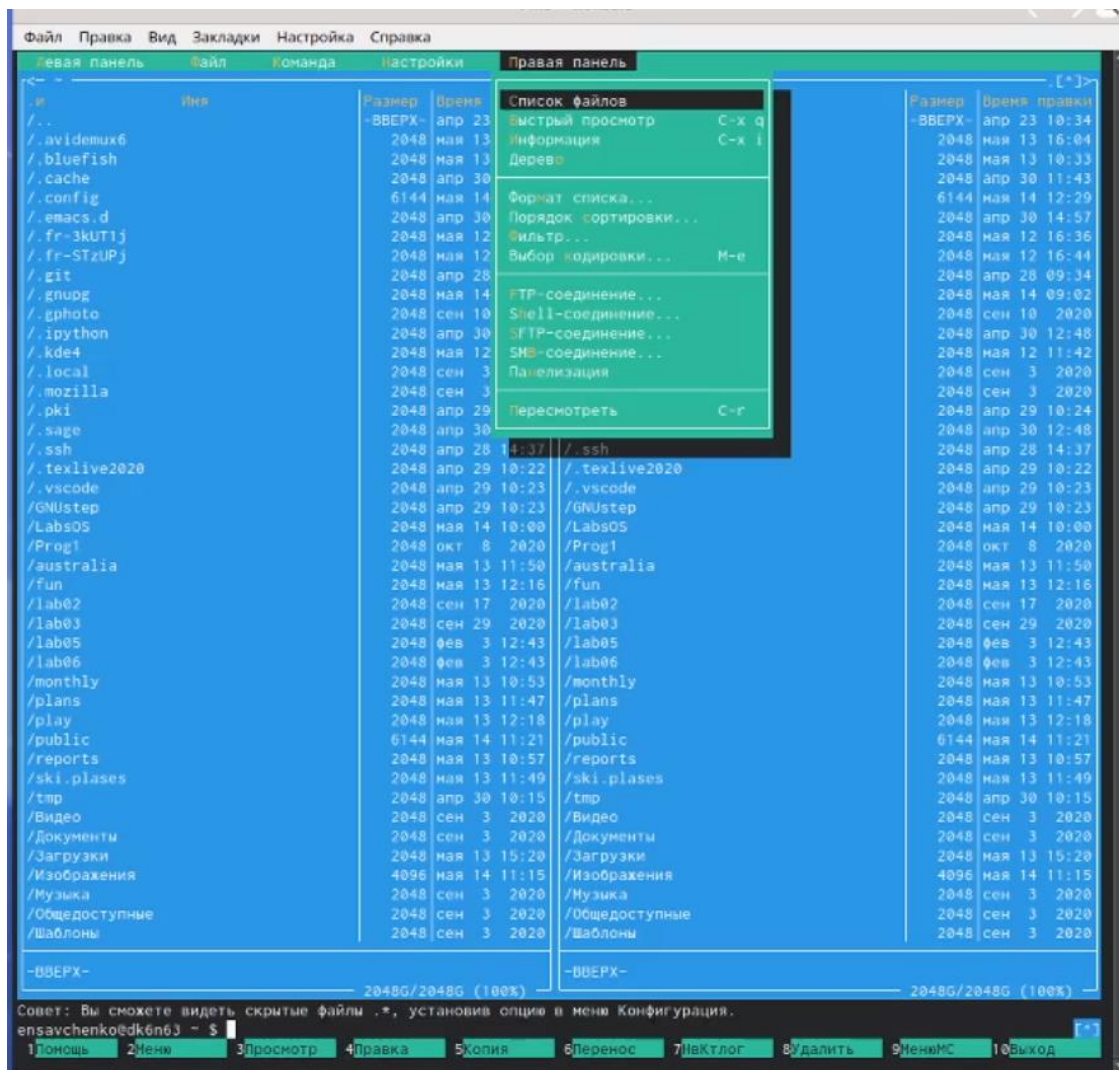 Файл Правка Вид Закладки Настройка Справка
Левая панель Файл Команда Настройки Правая панель
<— ~ .[^]>
.и Имя Размер Время Список файлов Размер Время правки
/.. -ВВЕРХ- апр 23 Быстрый просмотр C-x q -ВВЕРХ- апр 23 10:34
/.avidemux6 2048 мая 13 Информация C-x i 2048 мая 13 16:04
/.bluefish 2048 мая 13 Дерево 2048 мая 13 10:33
/.cache 2048 апр 30 2048 апр 30 11:43
/.config 6144 мая 14 Формат списка... 6144 мая 14 12:29
/.emacs.d 2048 апр 30 Порядок сортировки... 2048 апр 30 14:57
/.fr-3kUT1j 2048 мая 12 Фильтр... 2048 мая 12 16:36
/.fr-STzUPj 2048 мая 12 Выбор кодировки... M-e 2048 мая 12 16:44
/.git 2048 апр 28 2048 апр 28 09:34
/.gnupg 2048 мая 14 FTP-соединение... 2048 мая 14 09:02
/.gphoto 2048 сен 10 Shell-соединение... 2048 сен 10 2020
/.ipython 2048 апр 30 SFTP-соединение... 2048 апр 30 12:48
/.kde4 2048 мая 12 SMB-соединение... 2048 мая 12 11:42
/.local 2048 сен 3 Панелизация 2048 сен 3 2020
/.mozilla 2048 сен 3 2048 сен 3 2020
/.pki 2048 апр 29 Пересмотреть C-r 2048 апр 29 10:24
/.sage 2048 апр 30 2048 апр 30 12:48
/.ssh 2048 апр 28 14:37 /.ssh 2048 апр 28 14:37
/.texlive2020 2048 апр 29 10:22 /.texlive2020 2048 апр 29 10:22
/.vscode 2048 апр 29 10:23 /.vscode 2048 апр 29 10:23
/GNUstep 2048 апр 29 10:23 /GNUstep 2048 апр 29 10:23
/LabsOS 2048 мая 14 10:00 /LabsOS 2048 мая 14 10:00
/Prog1 2048 окт 8 2020 /Prog1 2048 окт 8 2020
/australia 2048 мая 13 11:50 /australia 2048 мая 13 11:50
/fun 2048 мая 13 12:16 /fun 2048 мая 13 12:16
/lab02 2048 сен 17 2020 /lab02 2048 сен 17 2020
/lab03 2048 сен 29 2020 /lab03 2048 сен 29 2020
/lab05 2048 фев 3 12:43 /lab05 2048 фев 3 12:43
/lab06 2048 фев 3 12:43 /lab06 2048 фев 3 12:43
/monthly 2048 мая 13 10:53 /monthly 2048 мая 13 10:53
/plans 2048 мая 13 11:47 /plans 2048 мая 13 11:47
/play 2048 мая 13 12:18 /play 2048 мая 13 12:18
/public 6144 мая 14 11:21 /public 6144 мая 14 11:21
/reports 2048 мая 13 10:57 /reports 2048 мая 13 10:57
/ski.plases 2048 мая 13 11:49 /ski.plases 2048 мая 13 11:49
/tmp 2048 апр 30 10:15 /tmp 2048 апр 30 10:15
/Видео 2048 сен 3 2020 /Видео 2048 сен 3 2020
/Документы 2048 сен 3 2020 /Документы 2048 сен 3 2020
/Загрузки 2048 мая 13 15:20 /Загрузки 2048 мая 13 15:20
/Изображения 4096 мая 14 11:15 /Изображения 4096 мая 14 11:15
/Музыка 2048 сен 3 2020 /Музыка 2048 сен 3 2020
/Общедоступные 2048 сен 3 2020 /Общедоступные 2048 сен 3 2020
/Шаблоны 2048 сен 3 2020 /Шаблоны 2048 сен 3 2020
-ВВЕРХ- -ВВЕРХ-
2048G/2048G (100%) 2048G/2048G (100%)
Совет: Вы сможете видеть скрытые файлы .*, установив опцию в меню Конфигурация.
ensavchenko@dk6n63 ~ $ [^]
1Помощь 2Меню 3Просмотр 4Правка 5Копия 6Перенос 7НвКтлог 8Удалить 9МенюMC 10Выход